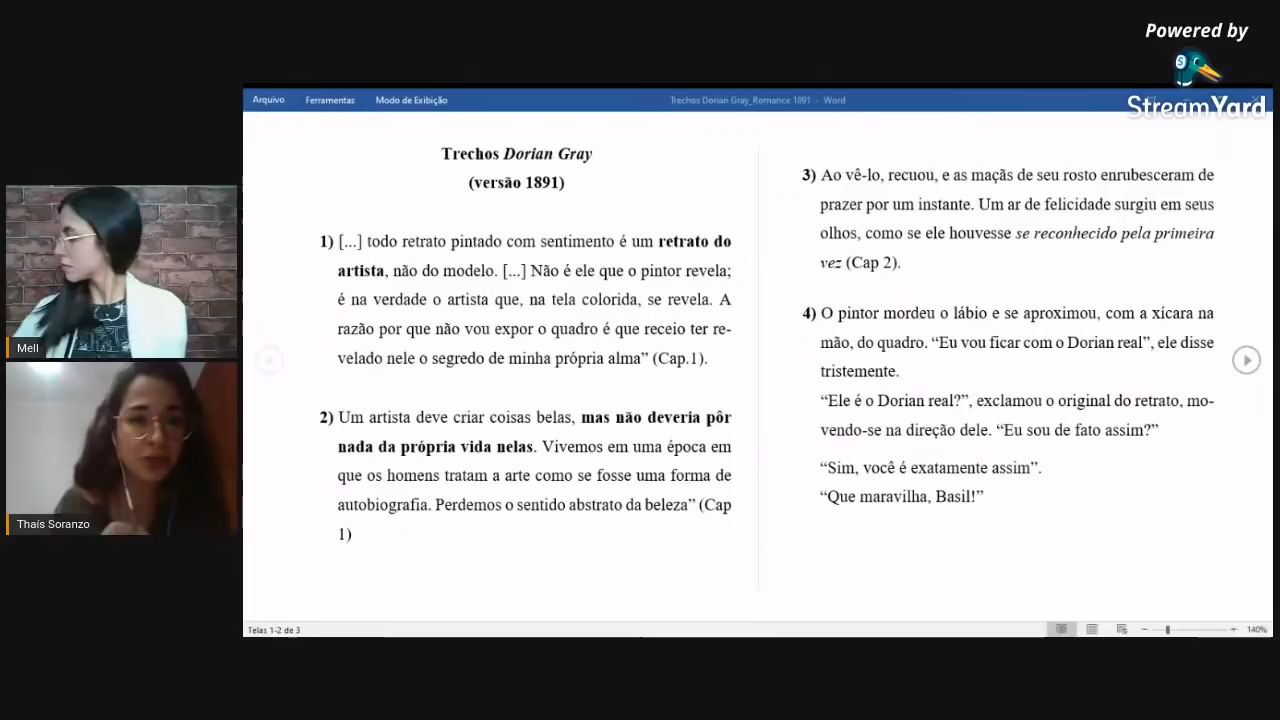 Powered by
StreamYard
Arquivo Ferramentas Modo de Exibição
Trechos Dorian Gray_Romance 1891 - Word
Trechos Dorian Gray
(versão 1891)
1) [...] todo retrato pintado com sentimento é um retrato do
artista, não do modelo. [...] Não é ele que o pintor revela;
é na verdade o artista que, na tela colorida, se revela. A
razão por que não vou expor o quadro é que receio ter re-
velado nele o segredo de minha própria alma” (Cap.1).
2) Um artista deve criar coisas belas, mas não deveria pôr
nada da própria vida nelas. Vivemos em uma época em
que os homens tratam a arte como se fosse uma forma de
autobiografia. Perdemos o sentido abstrato da beleza” (Cap
1)
3) Ao vê-lo, recuou, e as maçãs de seu rosto enrubesceram de
prazer por um instante. Um ar de felicidade surgiu em seus
olhos, como se ele houvesse se reconhecido pela primeira
vez (Cap 2).
4) O pintor mordeu o lábio e se aproximou, com a xícara na
mão, do quadro. “Eu vou ficar com o Dorian real”, ele disse
tristemente.
“Ele é o Dorian real?”, exclamou o original do retrato, mo-
vendo-se na direção dele. “Eu sou de fato assim?”
“Sim, você é exatamente assim”.
“Que maravilha, Basil!”
Mell
Thaís Soranzo
Telas 1-2 de 3
140%